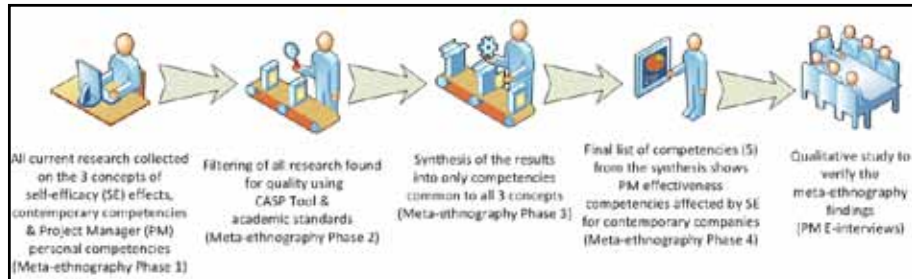 All current research collected
on the 3 concepts of
self-efficacy (SE) effects,
contemporary competencies
& Project Manager (PM)
personal competencies
(Meta-ethnography Phase 1)
Filtering of all research found
for quality using
CASP Tool &
academic standards
(Meta-ethnography Phase 2)
Synthesis of the results
into only competencies
common to all 3 concepts
(Meta-ethnography Phase 3)
Final list of competencies (5)
from the synthesis shows
PM effectiveness
competencies affected by SE
for contemporary companies
(Meta-ethnography Phase 4)
Qualitative study to
verify the
meta-ethnography
findings
(PM E-interviews)